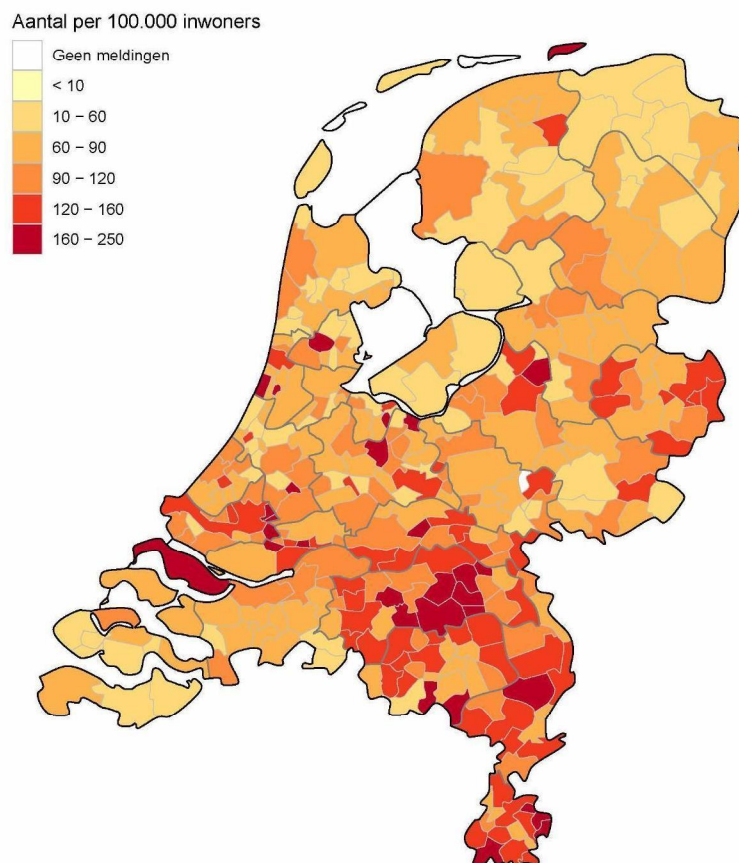 Aantal per 100.000 inwoners
Geen meldingen
< 10
10 – 60
60 – 90
90 – 120
120 – 160
160 – 250